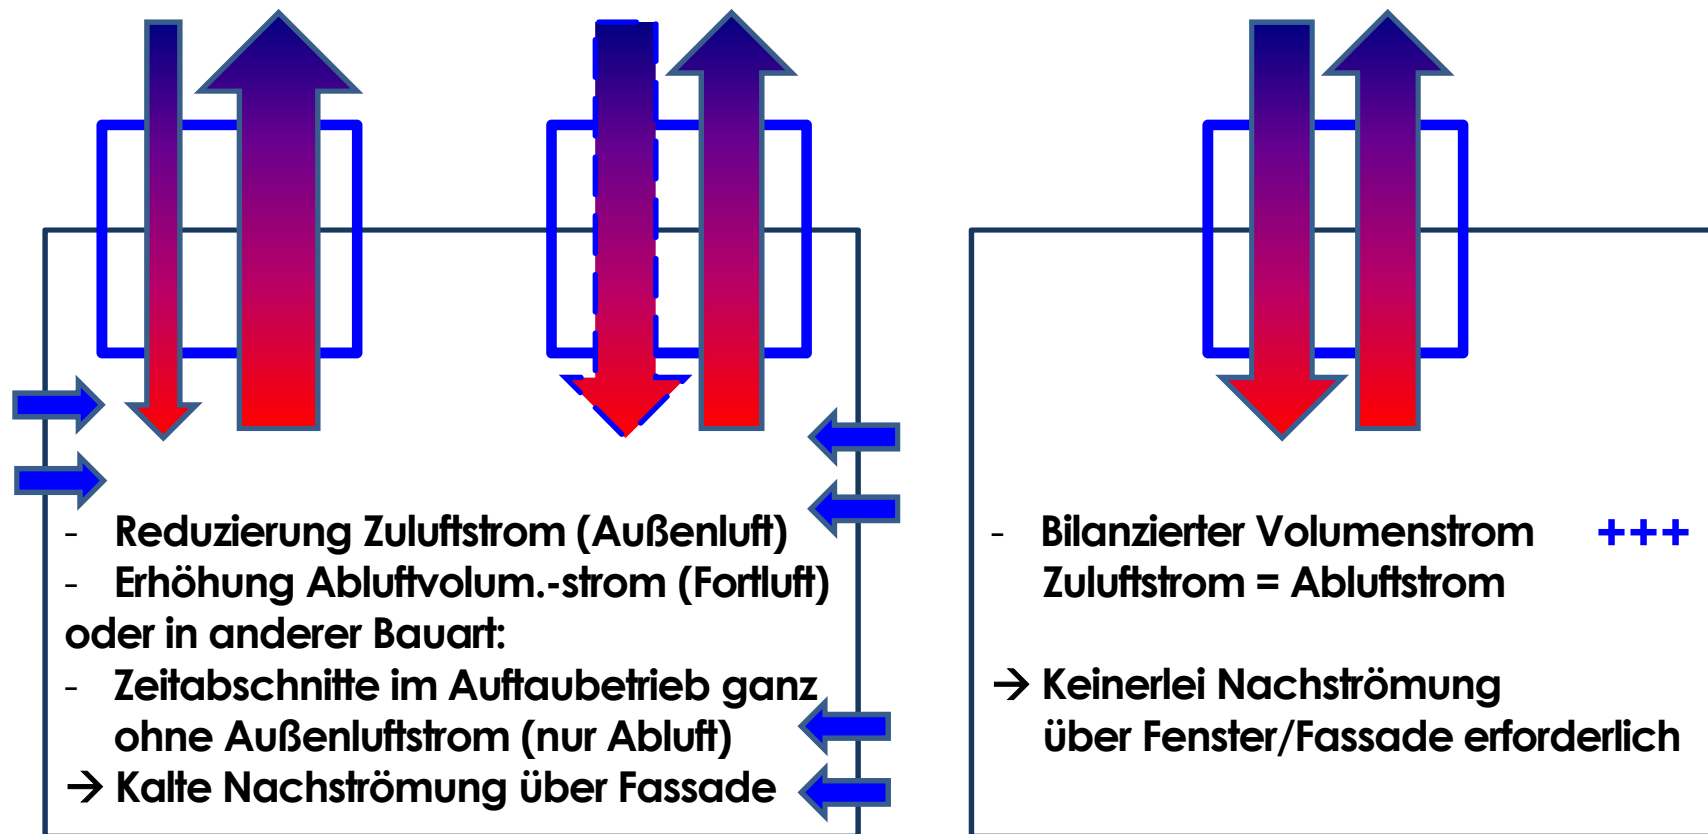 - Reduzierung Zuluftstrom (Außenluft)
- Erhöhung Abluftvolum.-strom (Fortluft)
oder in anderer Bauart:
- Zeitabschnitte im Auftaubetrieb ganz
ohne Außenluftstrom (nur Abluft)
→ Kalte Nachströmung über Fassade
- Bilanzierter Volumenstrom +++
Zuluftstrom = Abluftstrom
→ Keinerlei Nachströmung
über Fenster/Fassade erforderlich